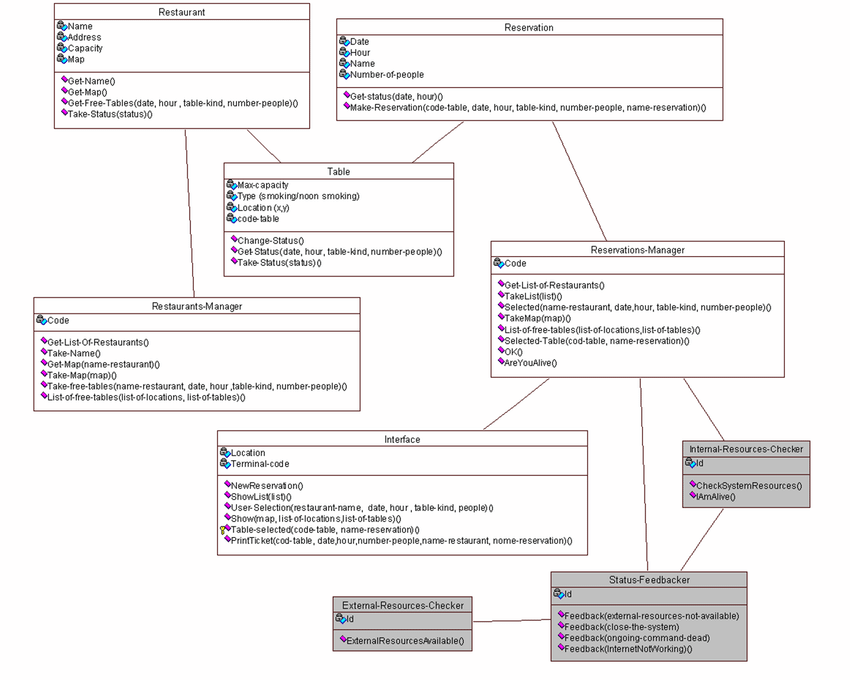 Restaurant
Name
Address
Capacity
Map
Get-Name()
Get-Map()
Get-Free-Tables(date, hour , table-kind, number-people)()
Take-Status(status)()
Reservation
Date
Hour
Name
Number-of-people
Get-status(date, hour)()
Make-Reservation(code-table, date, hour, table-kind, number-people, name-reservation)()
Table
Max-capacity
Type (smoking/noon smoking)
Location (x,y)
code-table
Change-Status()
Get-Status(date, hour, table-kind, number-people)()
Take-Status(status)()
Reservations-Manager
Code
Get-List-of-Restaurants()
TakeList(list)()
Selected(name-restaurant, date,hour, table-kind, number-people)()
TakeMap(map)()
List-of-free-tables(list-of-locations,list-of-tables)()
Selected-Table(cod-table, name-reservation)()
OK()
AreYouAlive()
Restaurants-Manager
Code
Get-List-Of-Restaurants()
Take-Name()
Get-Map(name-restaurant)()
Take-Map(map)()
Take-free-tables(name-restaurant, date, hour ,table-kind, number-people)()
List-of-free-tables(list-of-locations, list-of-tables)()
Interface
Location
Terminal-code
NewReservation()
ShowList(list)()
User-Selection(restaurant-name, date, hour , table-kind, people)()
Show(map, list-of-locations,list-of-tables)()
Table-selected(code-table, name-reservation)()
PrintTicket(cod-table, date,hour,number-people,name-restaurant, nome-reservation)()
Internal-Resources-Checker
Id
CheckSystemResources()
IAmAlive()
Status-Feedbacker
Id
Feedback(external-resources-not-available)
Feedback(close-the-system)
Feedback(ongoing-command-dead)
Feedback(InternetNotWorking)()
External-Resources-Checker
Id
ExternalResourcesAvailable()